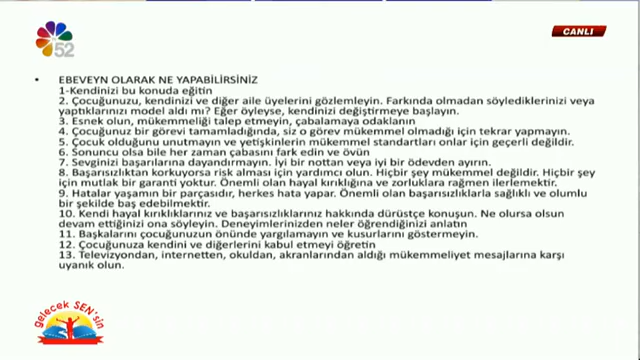 52
CANLI
• EBEVEYN OLARAK NE YAPABİLİRSİNİZ
1-Kendinizi bu konuda eğitin
2. Çocuğunuzu, kendinizi ve diğer aile üyelerini gözlemleyin. Farkında olmadan söylediklerinizi veya
yaptıklarınızı model aldı mı? Eğer öyleyse, kendinizi değiştirmeye başlayın.
3. Esnek olun, mükemmeliği talep etmeyin, çabalamaya odaklanın
4. Çocuğunuz bir görevi tamamladığında, siz o görev mükemmel olmadığı için tekrar yapmayın.
5. Çocuk olduğunu unutmayın ve yetişkinlerin mükemmel standartları onlar için geçerli değildir.
6. Sonuncu olsa bile her zaman çabasını fark edin ve övün
7. Sevginizi başarılarına dayandırmayın. İyi bir nottan veya iyi bir ödevden ayırın.
8. Başarısızlıktan korkuyorsa risk alması için yardımcı olun. Hiçbir şey mükemmel değildir. Hiçbir şey
için mutlak bir garanti yoktur. Önemli olan hayal kırıklığına ve zorluklara rağmen ilerlemektir.
9. Hatalar yaşamın bir parçasıdır, herkes hata yapar. Önemli olan başarısızlıklarla sağlıklı ve olumlu
bir şekilde baş edebilmektir.
10. Kendi hayal kırıklıklarınız ve başarısızlıklarınız hakkında dürüstçe konuşun. Ne olursa olsun
devam ettiğinizi ona söyleyin. Deneyimlerinizden neler öğrendiğinizi anlatın
11. Başkalarını çocuğunuzun önünde yargılamayın ve kusurlarını göstermeyin.
12. Çocuğunuza kendini ve diğerlerini kabul etmeyi öğretin
13. Televizyondan, internetten, okuldan, akranlarından aldığı mükemmeliyet mesajlarına karşı
uyanık olun.
gelecek SEN'sin